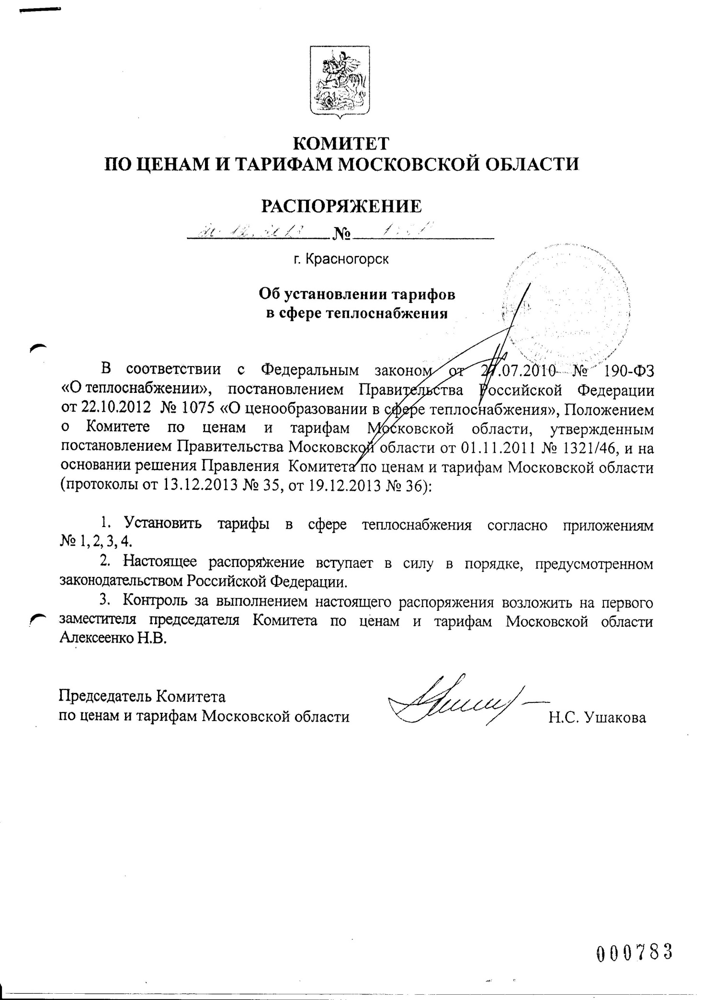 КОМИТЕТ
ПО ЦЕНАМ И ТАРИФАМ МОСКОВСКОЙ ОБЛАСТИ
РАСПОРЯЖЕНИЕ
№
г. Красногорск
Об установлении тарифов
в сфере теплоснабжения
В соответствии с Федеральным законом от 27.07.2010 № 190-ФЗ
«О теплоснабжении», постановлением Правительства Российской Федерации
от 22.10.2012 № 1075 «О ценообразовании в сфере теплоснабжения», Положением
о Комитете по ценам и тарифам Московской области, утвержденным
постановлением Правительства Московской области от 01.11.2011 № 1321/46, и на
основании решения Правления Комитета по ценам и тарифам Московской области
(протоколы от 13.12.2013 № 35, от 19.12.2013 № 36):
1. Установить тарифы в сфере теплоснабжения согласно приложениям
№ 1, 2, 3, 4.
2. Настоящее распоряжение вступает в силу в порядке, предусмотренном
законодательством Российской Федерации.
3. Контроль за выполнением настоящего распоряжения возложить на первого
заместителя председателя Комитета по ценам и тарифам Московской области
Алексеенко Н.В.
Председатель Комитета
по ценам и тарифам Московской области
Н.С. Ушакова
000783